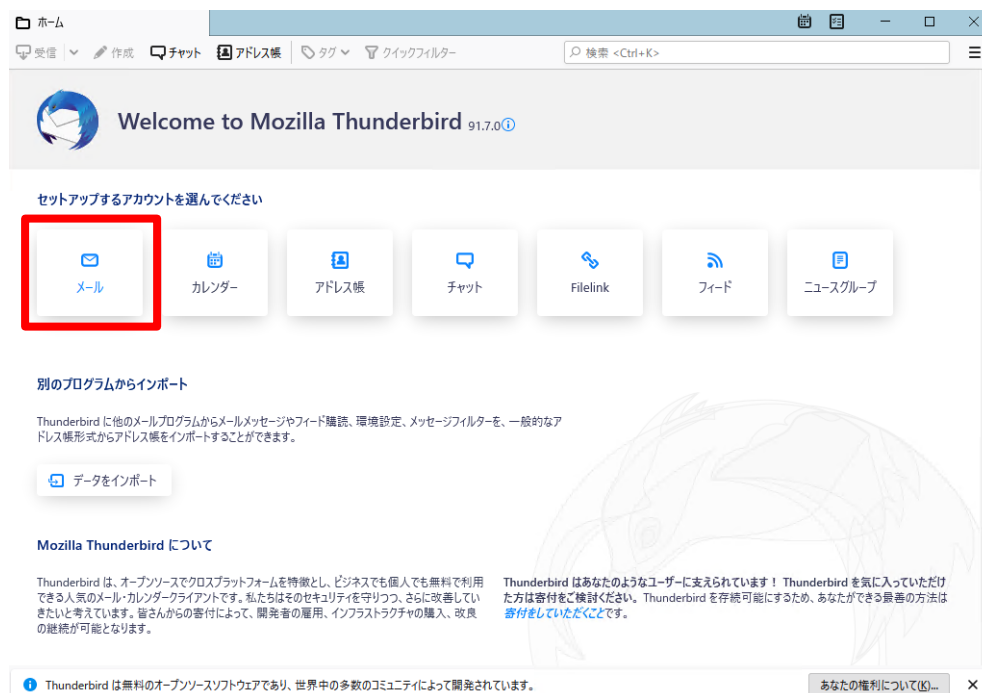 ホーム
受信 作成 チャット アドレス帳 タグ クイックフィルター 検索 <Ctrl+K>
Welcome to Mozilla Thunderbird 91.7.0
セットアップするアカウントを選んでください
メール カレンダー アドレス帳 チャット Filelink フィード ニュースグループ
別のプログラムからインポート
Thunderbird に他のメールプログラムからメールメッセージやフィード購読、環境設定、メッセージフィルターを、一般的なア
ドレス帳形式からアドレス帳をインポートすることができます。
データをインポート
Mozilla Thunderbird について
Thunderbird は、オープンソースでクロスプラットフォームを特徴とし、ビジネスでも個人でも無料で利用
できる人気のメール・カレンダークライアントです。私たちはそのセキュリティを守りつつ、さらに改善してい
きたいと考えています。皆さんからの寄付によって、開発者の雇用、インフラストラクチャの購入、改良
の継続が可能となります。
Thunderbird はあなたのようなユーザーに支えられています！ Thunderbird を気に入っていただけ
た方は寄付をご検討ください。Thunderbird を存続可能にするため、あなたができる最善の方法は
寄付をしていただくことです。
Thunderbird は無料のオープンソースソフトウェアであり、世界中の多数のコミュニティによって開発されています。
あなたの権利について(K)...